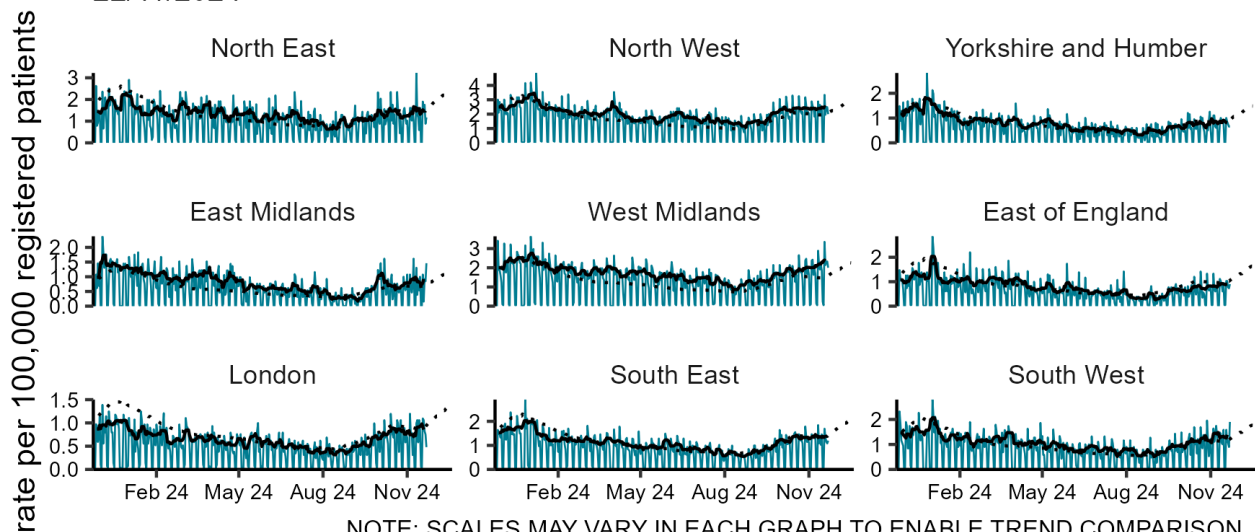 rate per 100,000 registered patients
North East
North West
Yorkshire and Humber
3
2
1
0
4
3
2
1
0
2
1
0
East Midlands
West Midlands
East of England
2.0
1.5
1.0
0.5
0.0
3
2
1
0
2
1
0
London
South East
South West
1.5
1.0
0.5
0.0
2
1
0
2
1
0
Feb 24 May 24 Aug 24 Nov 24
Feb 24 May 24 Aug 24 Nov 24
Feb 24 May 24 Aug 24 Nov 24
NOTE: SCALES MAY VARY IN EACH GRAPH TO ENABLE TREND COMPARISON